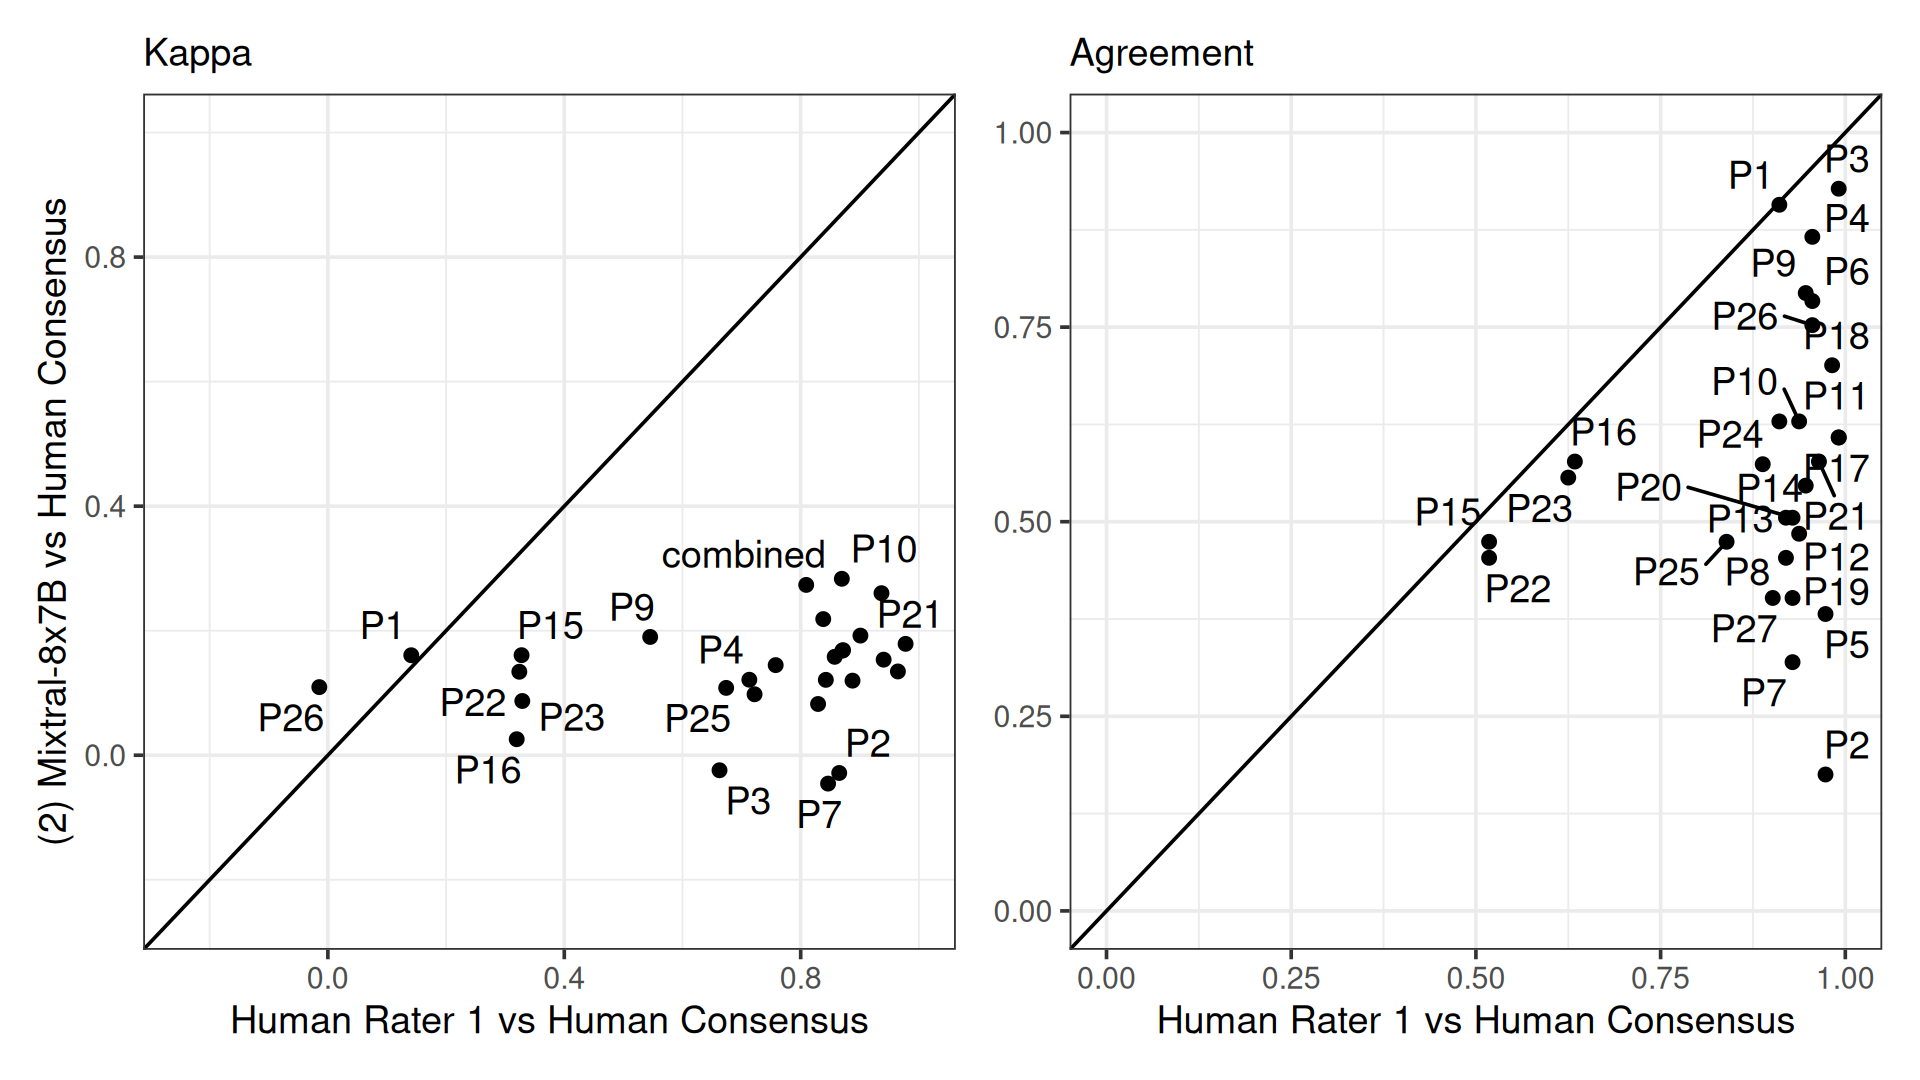 Kappa
Agreement
(2) Mixtral-8x7B vs Human Consensus
0.8
0.4
0.0
combined
P10
P9
P21
P1
P15
P4
P26
P22
P23
P25
P16
P2
P3
P7
0.0
0.4
0.8
Human Rater 1 vs Human Consensus
1.00
0.75
0.50
0.25
0.00
P3
P1
P4
P9
P6
P26
P18
P10
P11
P16
P24
P17
P20
P14
P15
P23
P13
P21
P12
P25
P8
P22
P19
P27
P5
P7
P2
0.00
0.25
0.50
0.75
1.00
Human Rater 1 vs Human Consensus